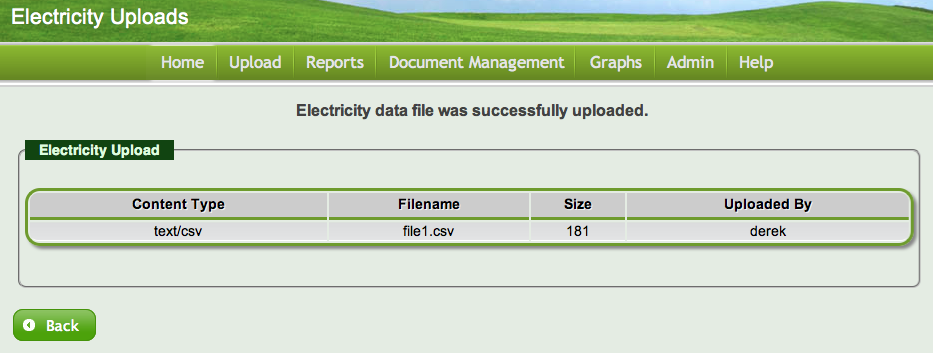 Electricity Uploads
Home Upload Reports Document Management Graphs Admin Help
Electricity data file was successfully uploaded.
Electricity Upload
Content Type Filename Size Uploaded By
text/csv file1.csv 181 derek
Back